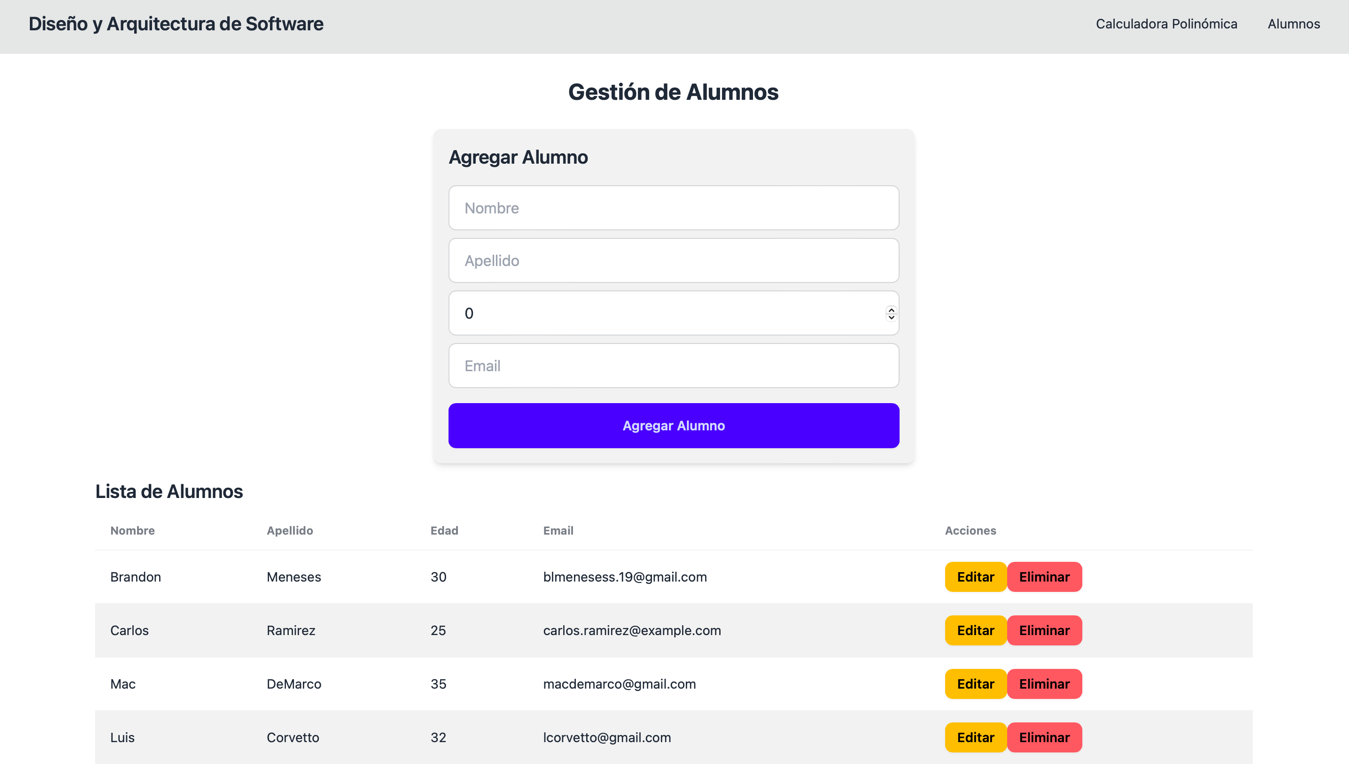 Diseño y Arquitectura de Software Calculadora Polinómica Alumnos
Gestión de Alumnos
Agregar Alumno
Nombre
Apellido
0
Email
Agregar Alumno
Lista de Alumnos
Nombre Apellido Edad Email Acciones
Brandon Meneses 30 blmenesess.19@gmail.com Editar Eliminar
Carlos Ramirez 25 carlos.ramirez@example.com Editar Eliminar
Mac DeMarco 35 macdemarco@gmail.com Editar Eliminar
Luis Corvetto 32 lcorvetto@gmail.com Editar Eliminar